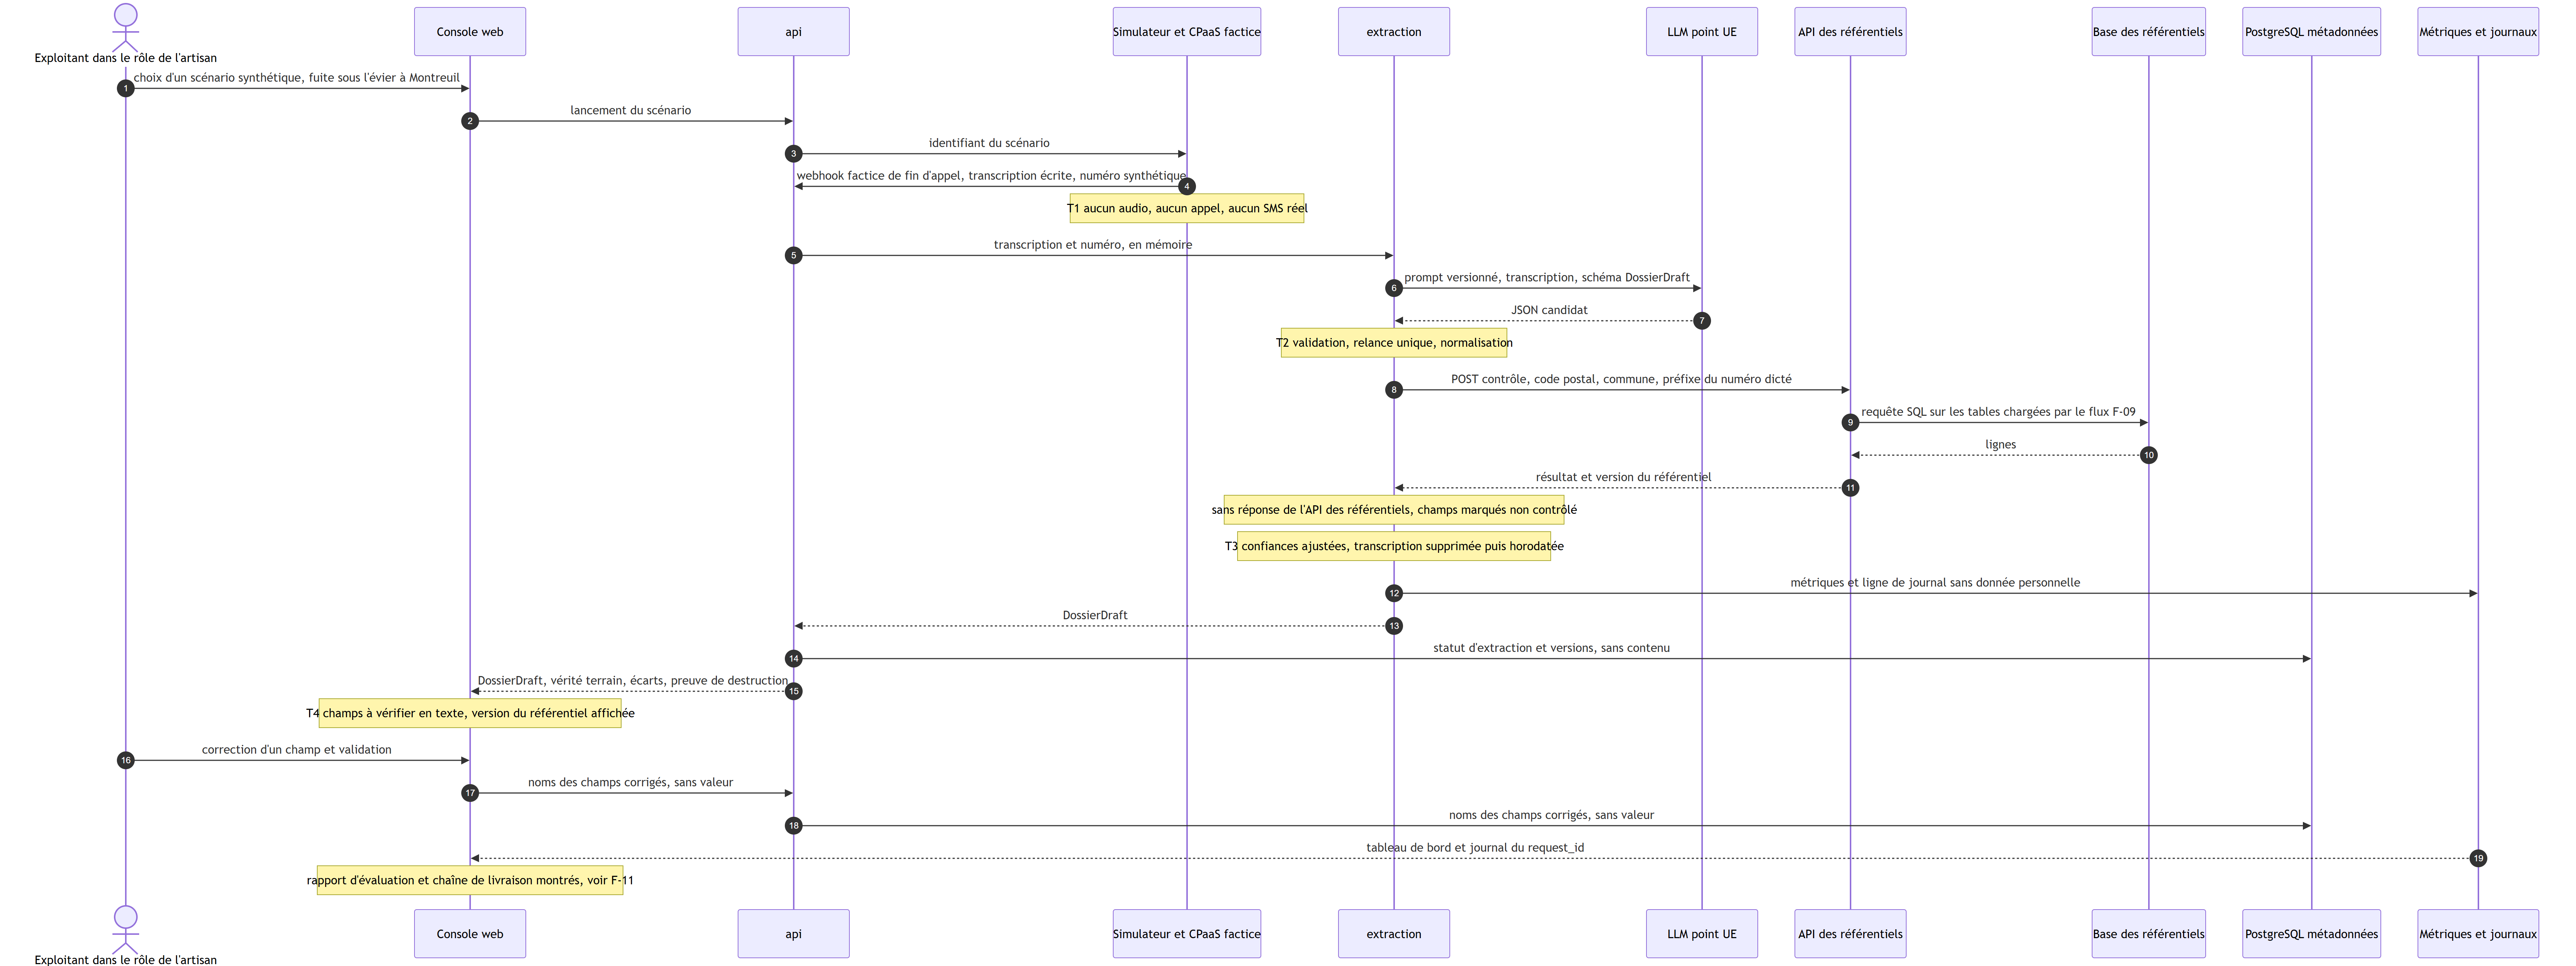 Exploitant dans le rôle de l'artisan
Console web
api
Simulateur et CPaaS factice
extraction
LLM point UE
API des référentiels
Base des référentiels
PostgreSQL métadonnées
Métriques et journaux
1
choix d'un scénario synthétique, fuite sous l'évier à Montreuil
2
lancement du scénario
3
identifiant du scénario
webhook factice de fin d'appel, transcription écrite, numéro synthétique
4
T1 aucun audio, aucun appel, aucun SMS réel
5
transcription et numéro, en mémoire
6
prompt versionné, transcription, schéma DossierDraft
JSON candidat
7
T2 validation, relance unique, normalisation
8
POST contrôle, code postal, commune, préfixe du numéro dicté
9
requête SQL sur les tables chargées par le flux F-09
lignes
10
résultat et version du référentiel
11
sans réponse de l'API des référentiels, champs marqués non contrôlé
T3 confiances ajustées, transcription supprimée puis horodatée
12
métriques et ligne de journal sans donnée personnelle
DossierDraft
13
14
statut d'extraction et versions, sans contenu
DossierDraft, vérité terrain, écarts, preuve de destruction
15
T4 champs à vérifier en texte, version du référentiel affichée
16
correction d'un champ et validation
17
noms des champs corrigés, sans valeur
18
noms des champs corrigés, sans valeur
tableau de bord et journal du request_id
19
rapport d'évaluation et chaîne de livraison montrés, voir F-11
Exploitant dans le rôle de l'artisan
Console web
api
Simulateur et CPaaS factice
extraction
LLM point UE
API des référentiels
Base des référentiels
PostgreSQL métadonnées
Métriques et journaux